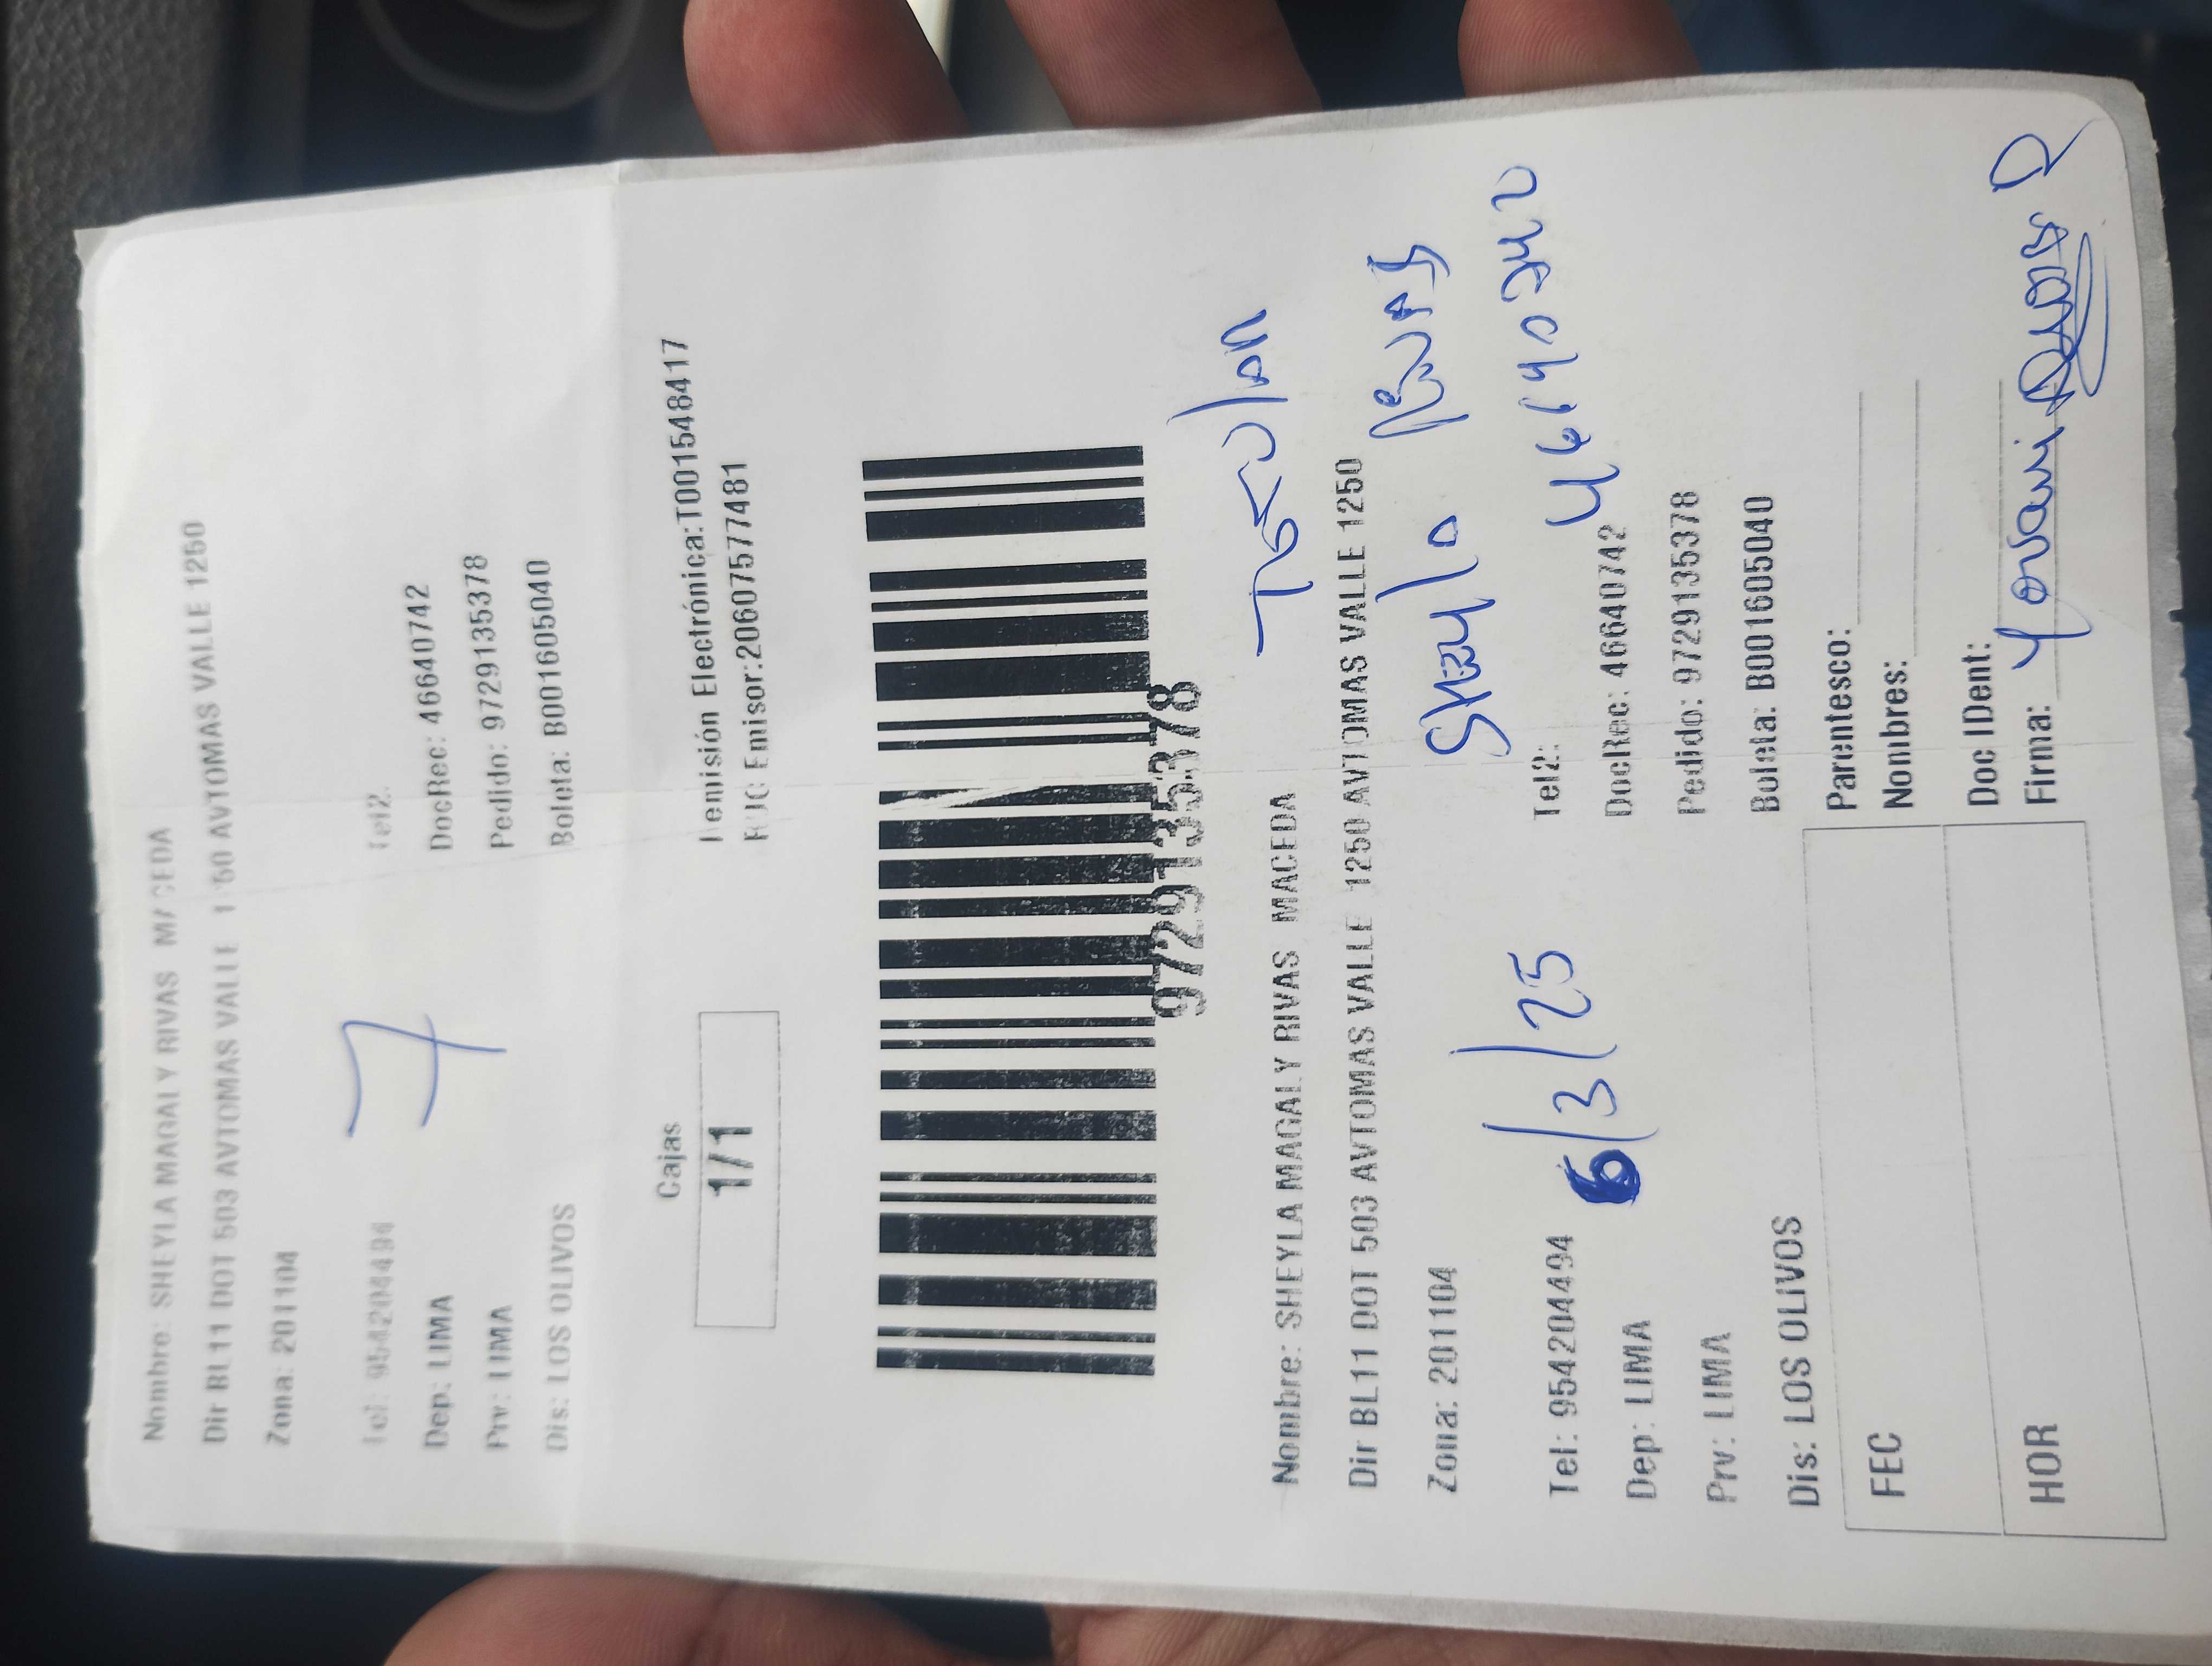 Nombre: SHEYLA MAGALY RIVAS MACEDA
Dir BL11 DOT 503 AVTOMAS VALLE 1250 AVTOMAS VALLE 1250
Zona: 201104
7
Tel: 954204494 Tel2:
Dep: LIMA DocRec: 46640742
Prv: LIMA Pedido: 9729135378
Dis: LOS OLIVOS Boleta: B001605040
Cajas
1/1
Remisión Electrónica:T001548417
RUC Emisor:20607577481
9729135378
Nombre: SHEYLA MAGALY RIVAS MACEDA
Dir BL11 DOT 503 AVTOMAS VALLE 1250 AVTOMAS VALLE 1250
Zona: 201104
Sheyla Rivas
Tel: 954204494 Tel2:
6/3/25
Dep: LIMA DocRec: 46640742
Prv: LIMA Pedido: 9729135378
Dis: LOS OLIVOS Boleta: B001605040
FEC
Parentesco:
Nombres:
HOR
Doc IDent:
Firma: Yovani